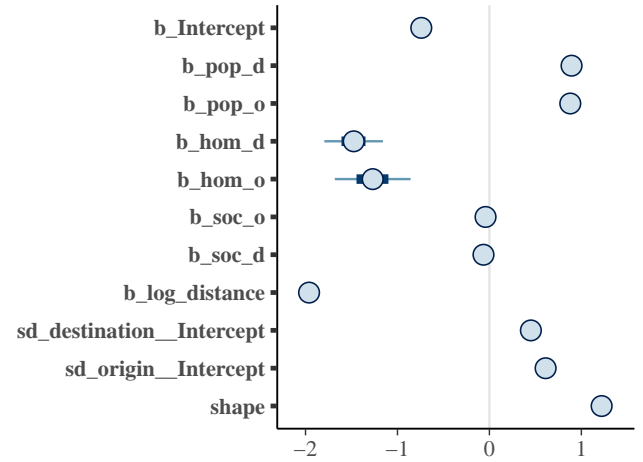 b_Intercept
b_pop_d
b_pop_o
b_hom_d
b_hom_o
b_soc_o
b_soc_d
b_log_distance
sd_destination__Intercept
sd_origin__Intercept
shape
−2 −1 0 1